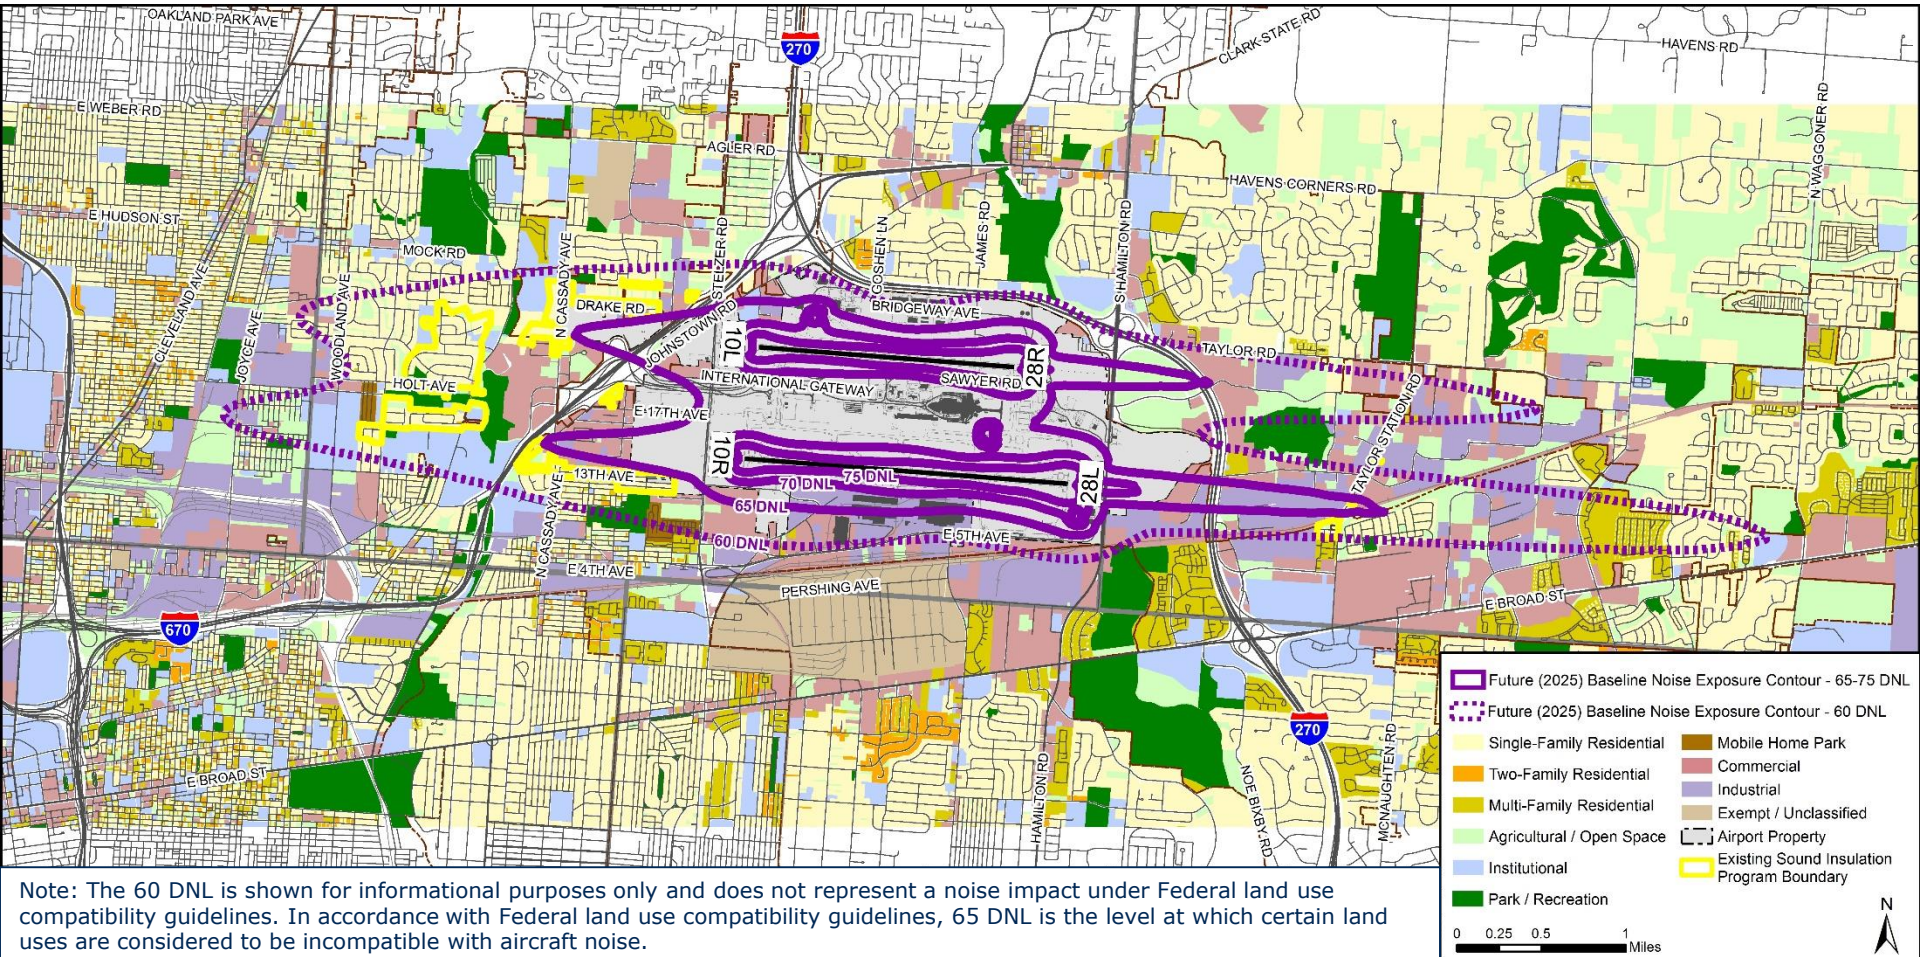 OAKLAND PARK AVE
270
CLARK STATE RD
HAVENS RD
E WEBER RD
N WAGGONER RD
AGLER RD
HAVENS CORNERS RD
E HUDSON ST
MOCK RD
N CASSADY AVE
STELZER RD
GOSHEN LN
JAMES RD
S HAMILTON RD
CLEVELAND AVE
JOYCE AVE
WOODLAND AVE
DRAKE RD
JOHNSTOWN RD
BRIDGEWAY AVE
10L
28R
TAYLOR RD
HOLT AVE
INTERNATIONAL GATEWAY
SAWYER RD
E 17TH AVE
TAYLOR STATION RD
10R
13TH AVE
70 DNL
75 DNL
28L
65 DNL
N CASSADY AVE
60 DNL
E 5TH AVE
E 4TH AVE
PERSHING AVE
E BROAD ST
670
270
E BROAD ST
HAMILTON RD
NOE BIXBY RD
MCNAUGHTEN RD
Future (2025) Baseline Noise Exposure Contour - 65-75 DNL
Future (2025) Baseline Noise Exposure Contour - 60 DNL
Single-Family Residential
Two-Family Residential
Multi-Family Residential
Agricultural / Open Space
Institutional
Park / Recreation
Mobile Home Park
Commercial
Industrial
Exempt / Unclassified
Airport Property
Existing Sound Insulation
Program Boundary
N
0 0.25 0.5 1
Miles
Note: The 60 DNL is shown for informational purposes only and does not represent a noise impact under Federal land use
compatibility guidelines. In accordance with Federal land use compatibility guidelines, 65 DNL is the level at which certain land
uses are considered to be incompatible with aircraft noise.